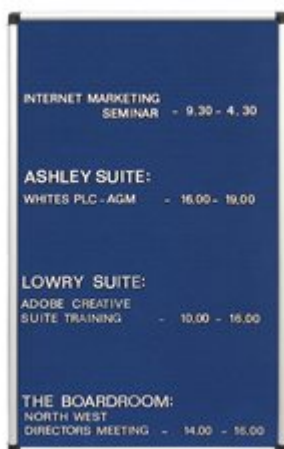 INTERNET MARKETING
SEMINAR - 9.30 - 4.30
ASHLEY SUITE:
WHITES PLC - AGM - 16.00 - 19.00
LOWRY SUITE:
ADOBE CREATIVE
SUITE TRAINING - 10.00 - 16.00
THE BOARDROOM:
NORTH WEST
DIRECTORS MEETING - 14.00 - 16.00